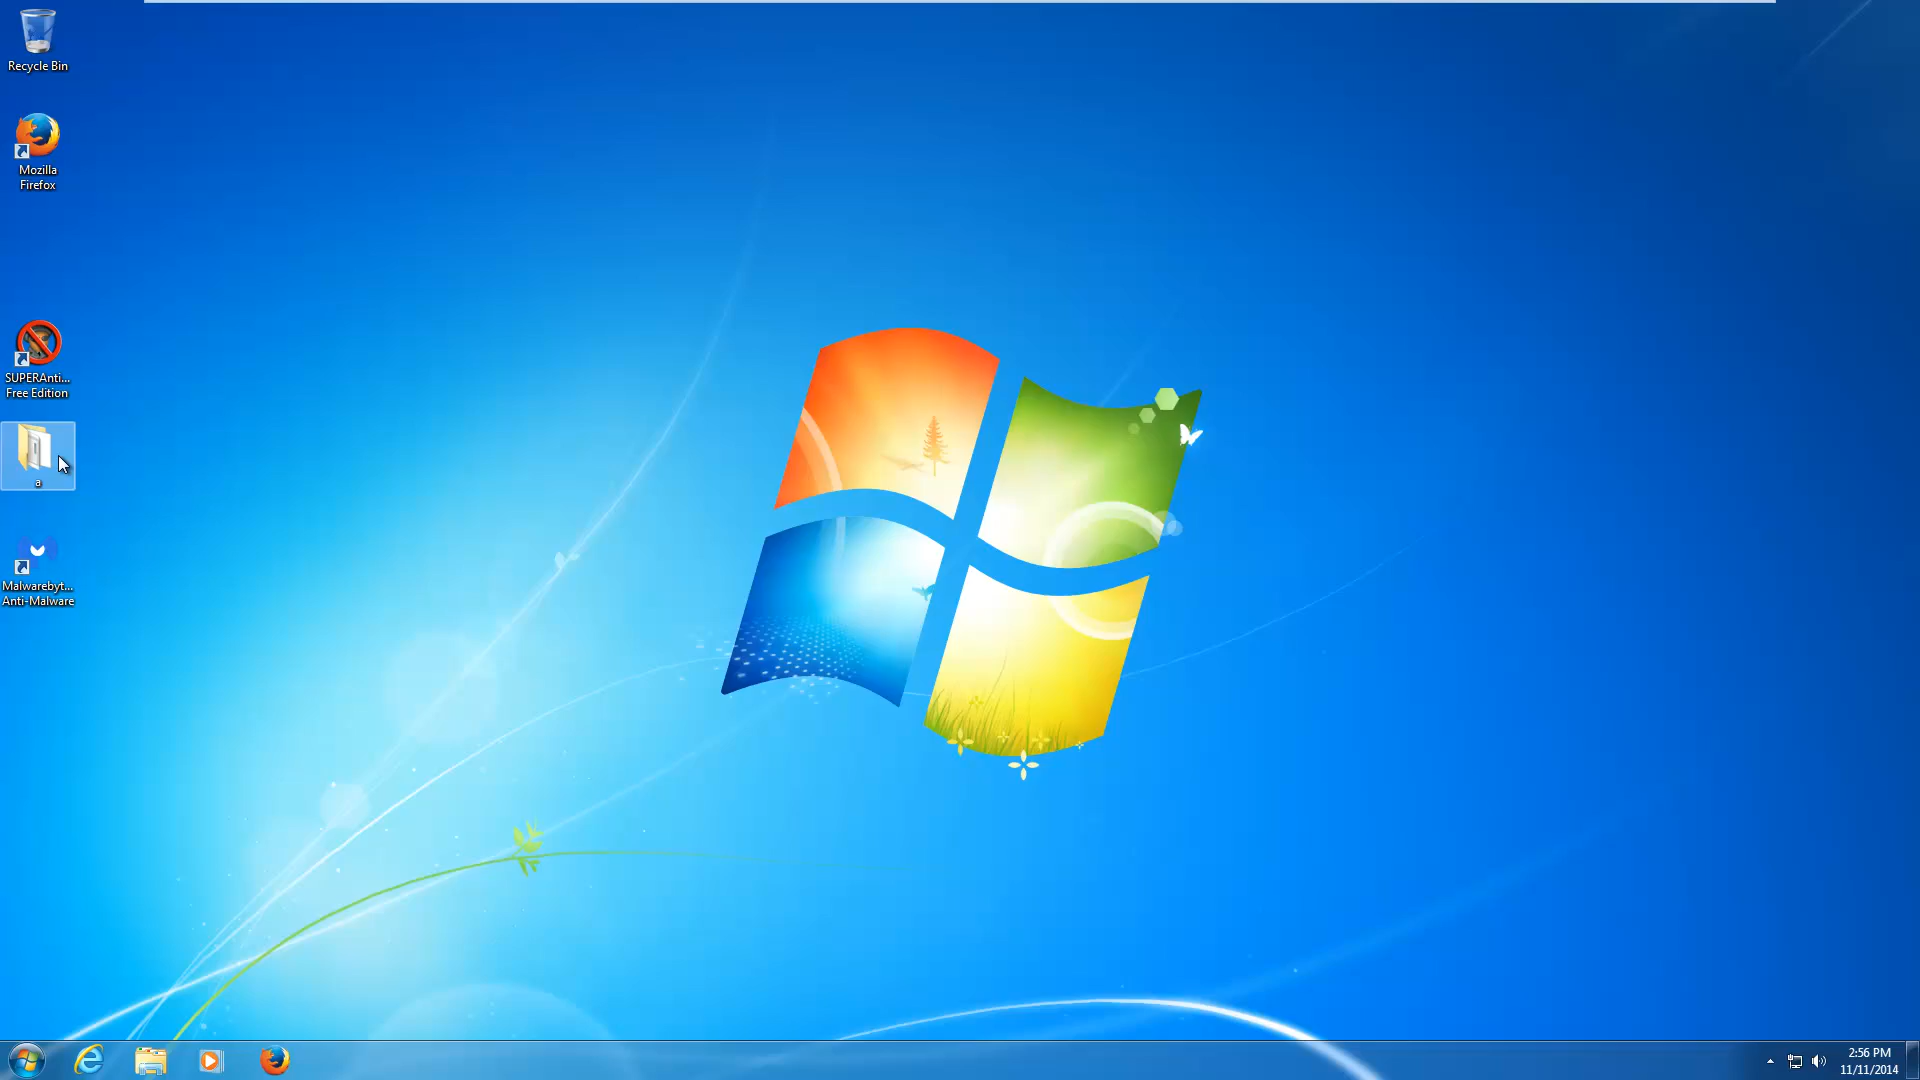 Recycle Bin
Mozilla
Firefox
SUPERAnti...
Free Edition
a
Malwarebyt...
Anti-Malware
2:56 PM
11/11/2014